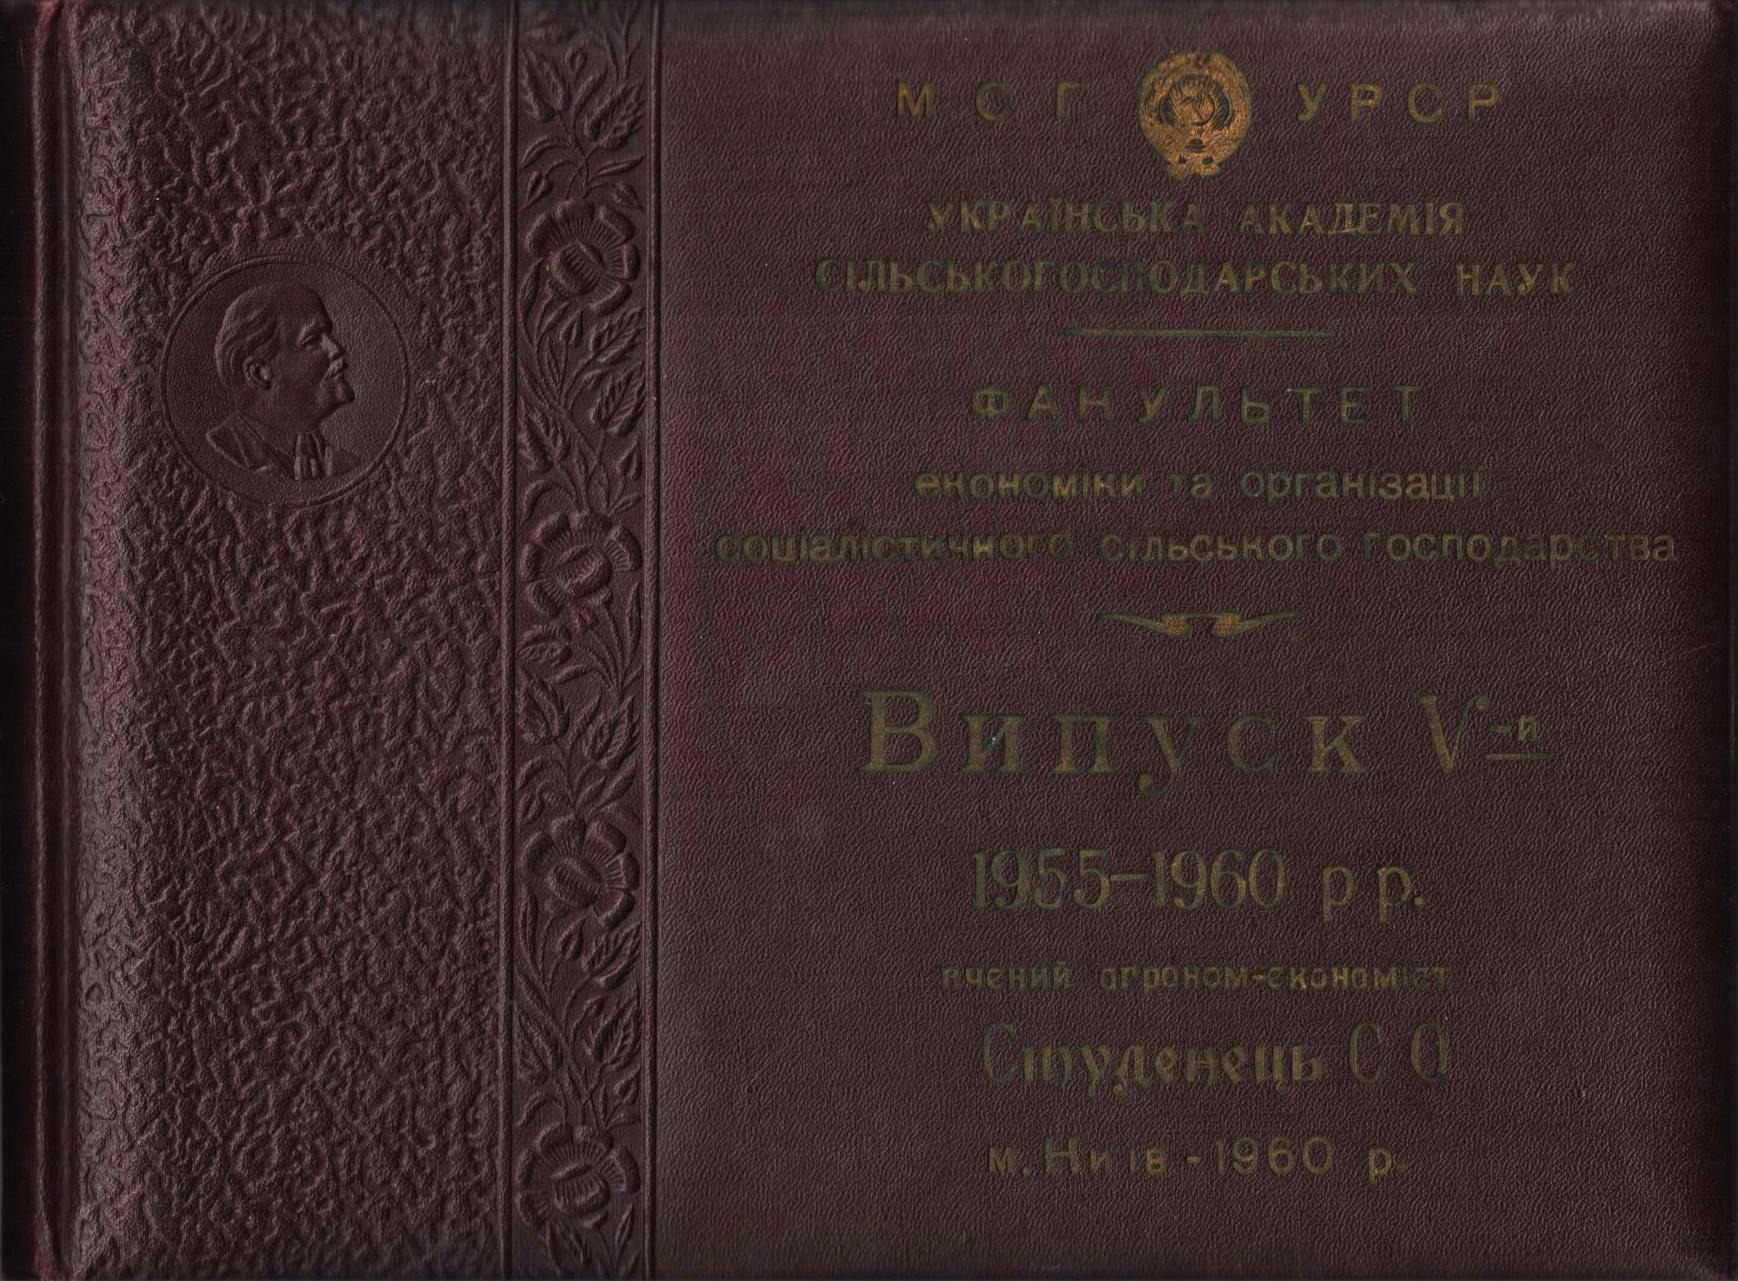 МСГ УРСР
УКРАЇНСЬКА АКАДЕМІЯ
СІЛЬСЬКОГОСПОДАРСЬКИХ НАУК
ФАКУЛЬТЕТ
економіки та організації
соціалістичного сільського господарства
Випуск V-й
1955-1960 рр.
вчений агроном-економіст
Студенець С О
м. Київ - 1960 р.